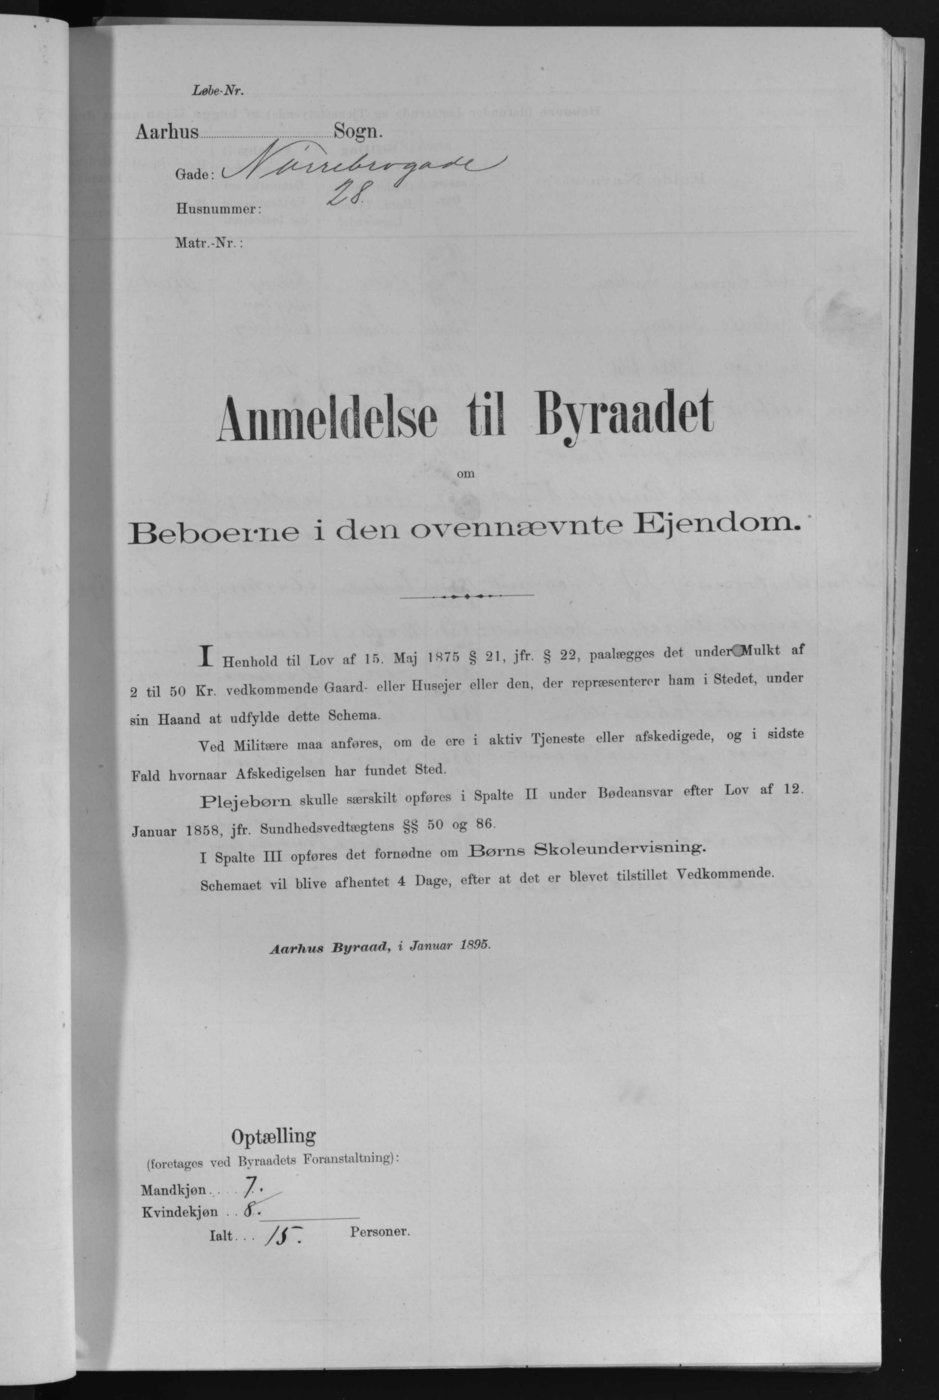 Løbe-Nr.
Aarhus Sogn.
Gade: Nörrebrogade
Husnummer: 28.
Matr.-Nr.:
Anmeldelse til Byraadet
om
Beboerne i den ovennævnte Ejendom.
I Henhold til Lov af 15. Maj 1875 § 21, jfr. § 22, paalægges det under Mulkt af
2 til 50 Kr. vedkommende Gaard- eller Husejer eller den, der repræsenterer ham i Stedet, under
sin Haand at udfylde dette Schema.
Ved Militære maa anføres, om de ere i aktiv Tjeneste eller afskedigede, og i sidste
Fald hvornaar Afskedigelsen har fundet Sted.
Plejebørn skulle særskilt opføres i Spalte II under Bødeansvar efter Lov af 12.
Januar 1858, jfr. Sundhedsvedtægtens §§ 50 og 86.
I Spalte III opføres det fornødne om Børns Skoleundervisning.
Schemaet vil blive afhentet 4 Dage, efter at det er blevet tilstillet Vedkommende.
Aarhus Byraad, i Januar 1895.
Optælling
(foretages ved Byraadets Foranstaltning):
Mandkjøn... 7.
Kvindekjøn .. 8.
Ialt... 15. Personer.